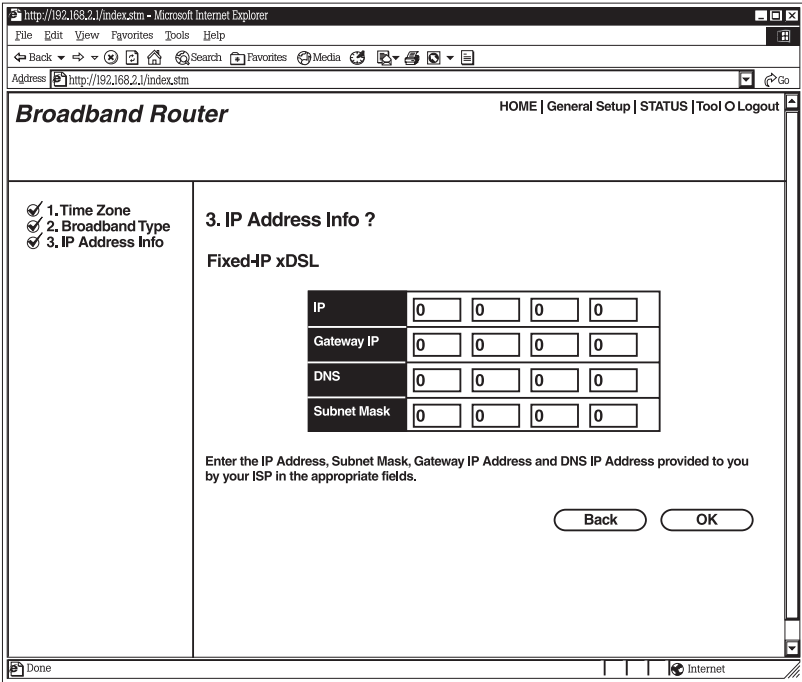 http://192.168.2.1/index.stm - Microsoft Internet Explorer
File Edit View Favorites Tools Help
Back Search Favorites Media
Address http://192.168.2.1/index.stm Go
Broadband Router
HOME | General Setup | STATUS | Tool O Logout
1. Time Zone
2. Broadband Type
3. IP Address Info
3. IP Address Info ?
Fixed-IP xDSL
IP 0 0 0 0
Gateway IP 0 0 0 0
DNS 0 0 0 0
Subnet Mask 0 0 0 0
Enter the IP Address, Subnet Mask, Gateway IP Address and DNS IP Address provided to you
by your ISP in the appropriate fields.
Back OK
Done Internet